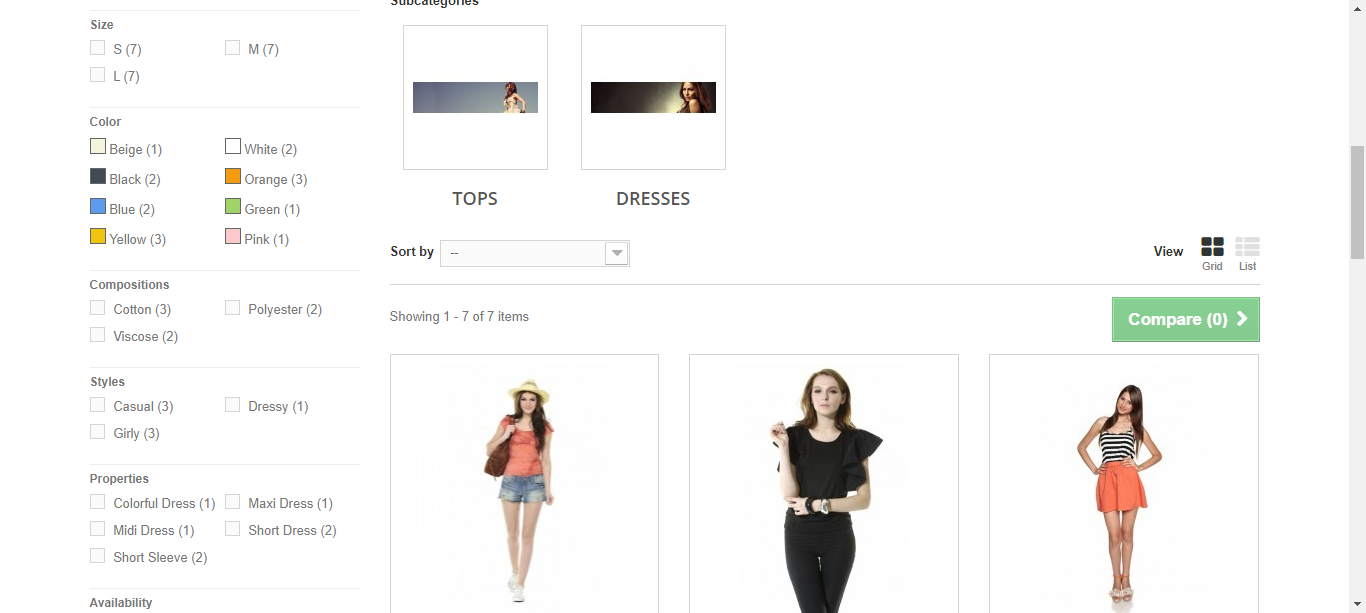 Subcategories
Size
S (7)
M (7)
L (7)
Color
Beige (1)
White (2)
Black (2)
Orange (3)
Blue (2)
Green (1)
Yellow (3)
Pink (1)
Compositions
Cotton (3)
Polyester (2)
Viscose (2)
Styles
Casual (3)
Dressy (1)
Girly (3)
Properties
Colorful Dress (1)
Maxi Dress (1)
Midi Dress (1)
Short Dress (2)
Short Sleeve (2)
Availability
TOPS
DRESSES
Sort by
--
View
Grid
List
Showing 1 - 7 of 7 items
Compare (0)